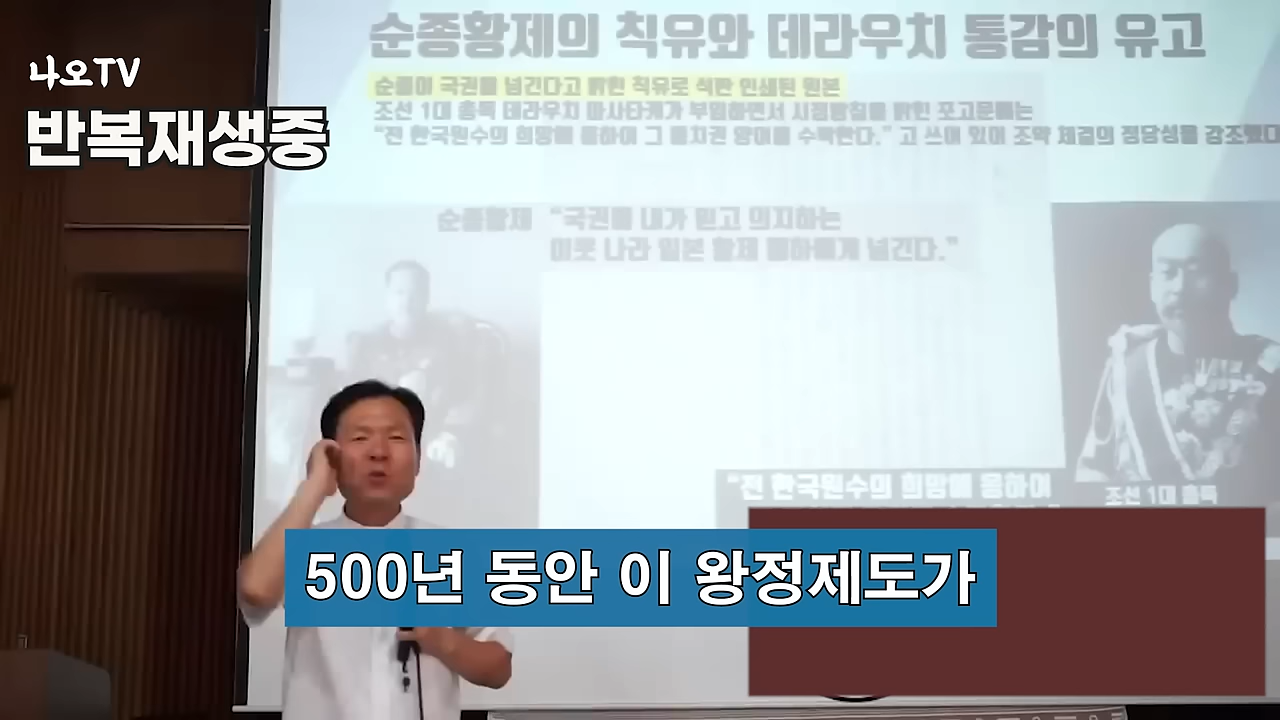 나오TV
반복재생중
순종황제의 칙유와 데라우치 통감의 유고
순종이 국권을 넘긴다고 밝힌 칙유로 석판 인쇄된 원본
조선 1대 총독 데라우치 마사타케가 부임하면서 시정방침을 밝힌 포고문에는
"전 한국원수의 희망에 응하여 그 통치권 양여를 수락한다." 고 쓰여 있어 조약 체결의 정당성을 강조했다
순종황제 "국권을 내가 믿고 의지하는
이웃 나라 일본 황제 폐하에게 넘긴다."
"전 한국원수의 희망에 응하여
조선 1대 총독
500년 동안 이 왕정제도가